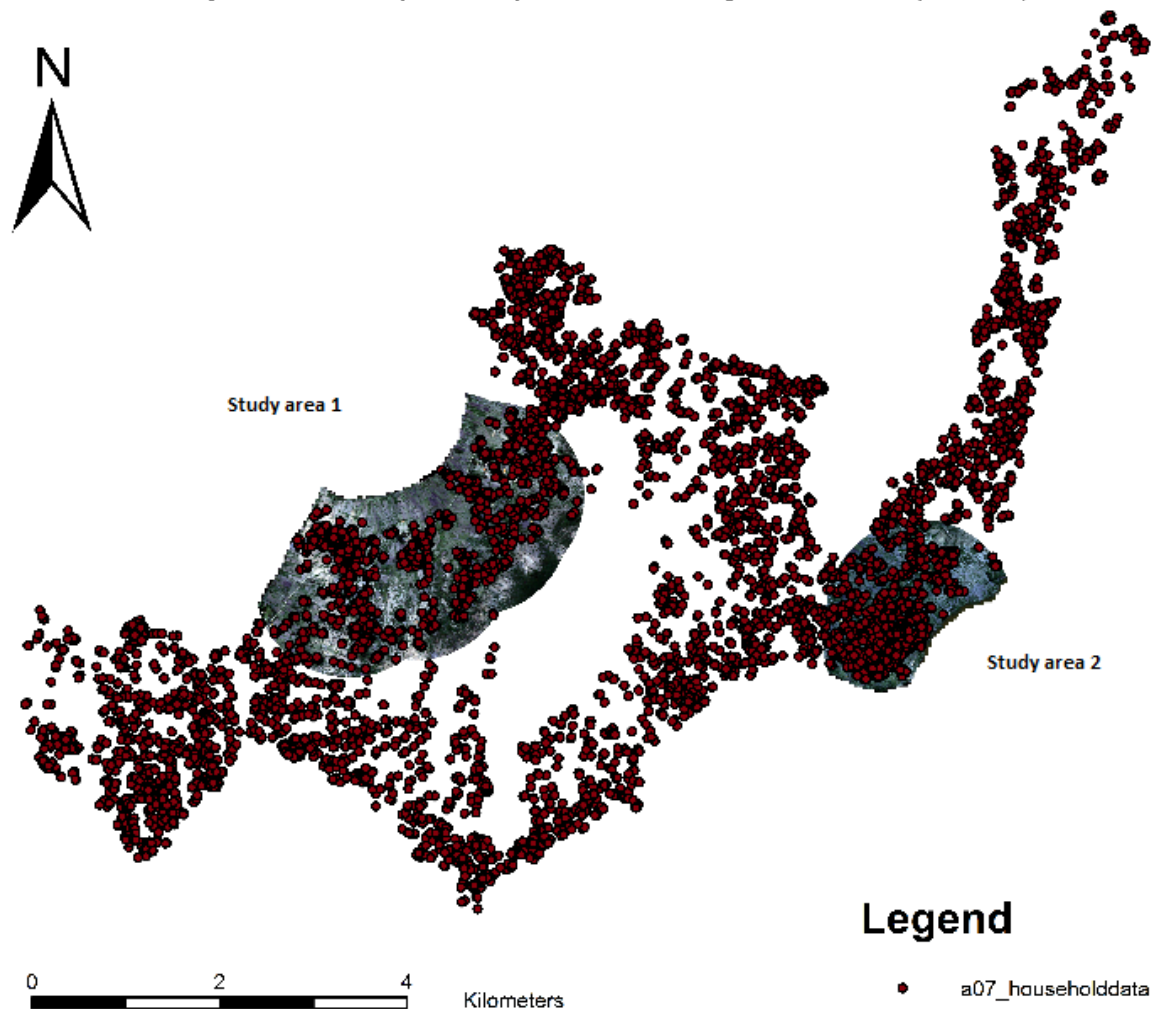 N
Study area 1
Study area 2
Legend
a07_householddata
0 2 4
Kilometers